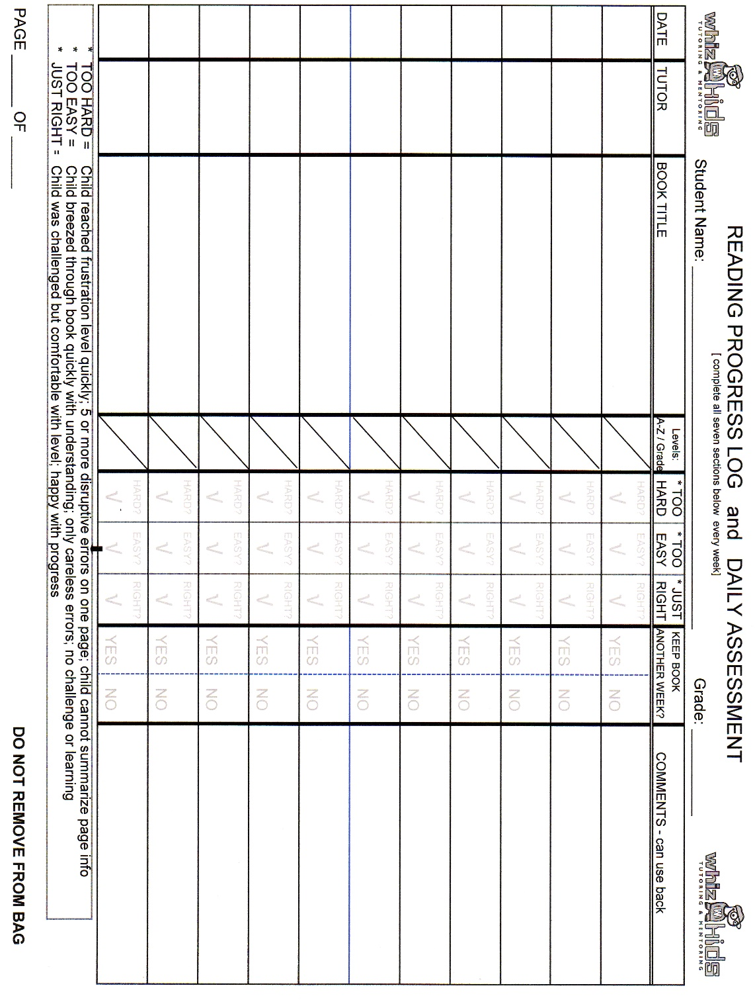 READING PROGRESS LOG and DAILY ASSESSMENT
[ complete all seven sections below every week]
whiz kids
TUTORING & MENTORING
whiz kids
TUTORING & MENTORING
Student Name: Grade:
DATE TUTOR BOOK TITLE Levels: A-Z / Grade * TOO HARD * TOO EASY * JUST RIGHT KEEP BOOK ANOTHER WEEK? COMMENTS - can use back
HARD? EASY? RIGHT?
√ √ √ YES NO
HARD? EASY? RIGHT?
√ √ √ YES NO
HARD? EASY? RIGHT?
√ √ √ YES NO
HARD? EASY? RIGHT?
√ √ √ YES NO
HARD? EASY? RIGHT?
√ √ √ YES NO
HARD? EASY? RIGHT?
√ √ √ YES NO
HARD? EASY? RIGHT?
√ √ √ YES NO
HARD? EASY? RIGHT?
√ √ √ YES NO
HARD? EASY? RIGHT?
√ √ √ YES NO
HARD? EASY? RIGHT?
√ √ √ YES NO
HARD? EASY? RIGHT?
√ √ √ YES NO
* TOO HARD = Child reached frustration level quickly; 5 or more disruptive errors on one page; child cannot summarize page info
* TOO EASY = Child breezed through book quickly with understanding; only careless errors; no challenge or learning
* JUST RIGHT = Child was challenged but comfortable with level; happy with progress
PAGE OF DO NOT REMOVE FROM BAG